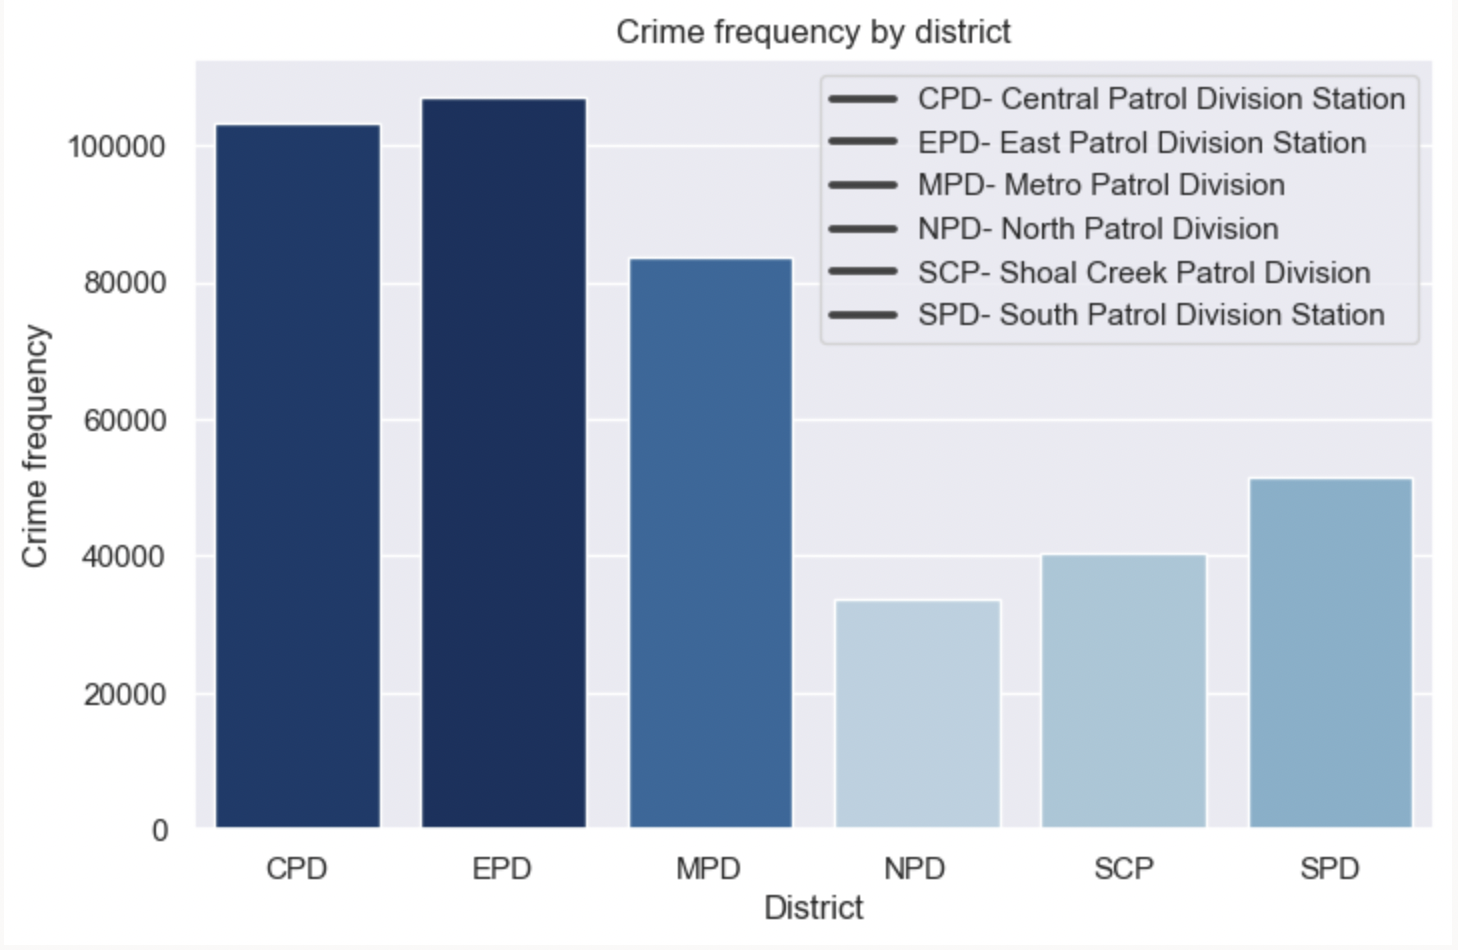 Crime frequency by district
CPD- Central Patrol Division Station
EPD- East Patrol Division Station
MPD- Metro Patrol Division
NPD- North Patrol Division
SCP- Shoal Creek Patrol Division
SPD- South Patrol Division Station
Crime frequency
100000
80000
60000
40000
20000
0
CPD EPD MPD NPD SCP SPD
District